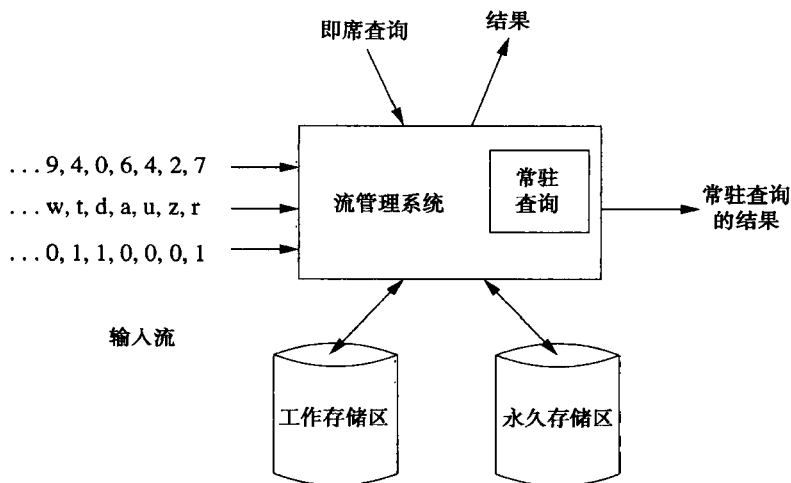 即席查询
结果
...9, 4, 0, 6, 4, 2, 7
...w, t, d, a, u, z, r
...0, 1, 1, 0, 0, 0, 1
流管理系统
常驻
查询
常驻查询
的结果
输入流
工作存储区
永久存储区